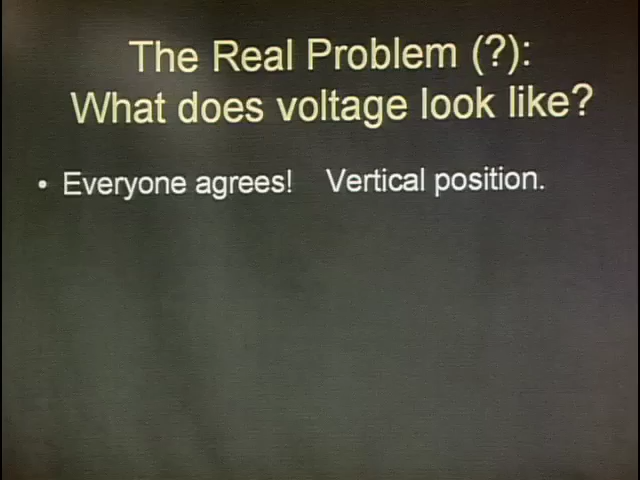 The Real Problem (?):
What does voltage look like?
• Everyone agrees! Vertical position.